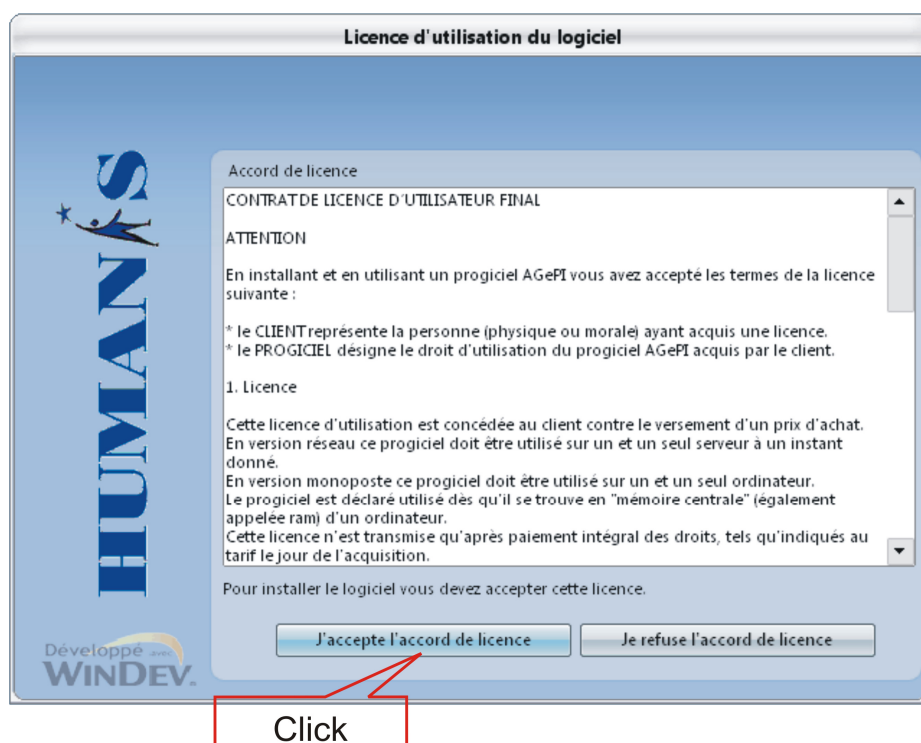 Licence d'utilisation du logiciel
HUMANIS
Accord de licence
CONTRAT DE LICENCE D'UTILISATEUR FINAL
ATTENTION
En installant et en utilisant un progiciel AGePI vous avez accepté les termes de la licence
suivante :
* le CLIENT représente la personne (physique ou morale) ayant acquis une licence.
* le PROGICIEL désigne le droit d'utilisation du progiciel AGePI acquis par le client.
1. Licence
Cette licence d'utilisation est concédée au client contre le versement d'un prix d'achat.
En version réseau ce progiciel doit être utilisé sur un et un seul serveur à un instant
donné.
En version monoposte ce progiciel doit être utilisé sur un et un seul ordinateur.
Le progiciel est déclaré utilisé dès qu'il se trouve en "mémoire centrale" (également
appelée ram) d'un ordinateur.
Cette licence n'est transmise qu'après paiement intégral des droits, tels qu'indiqués au
tarif le jour de l'acquisition.
Pour installer le logiciel vous devez accepter cette licence.
J'accepte l'accord de licence
Je refuse l'accord de licence
Développé avec
WINDEV
Click